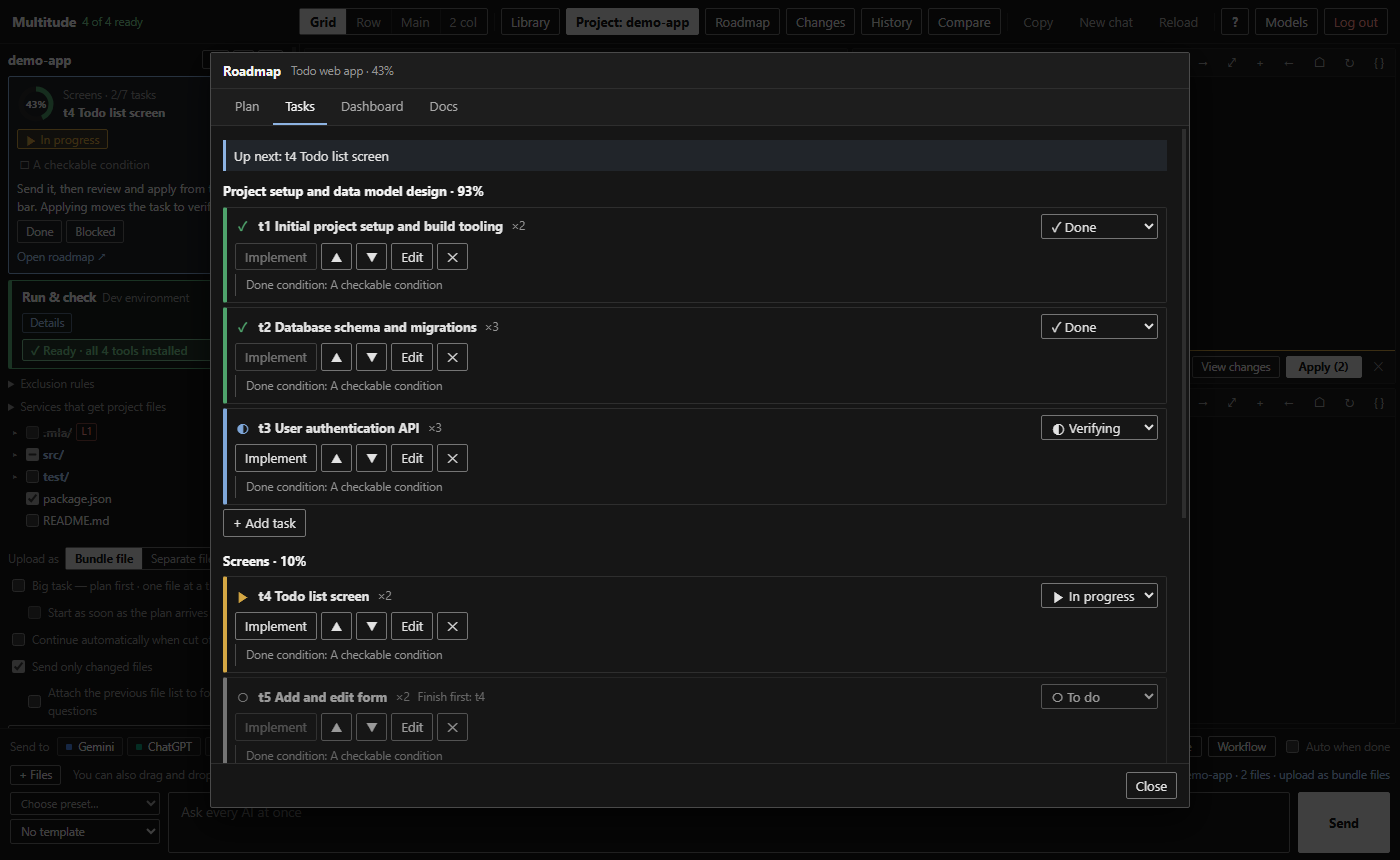 Multitude 4 of 4 ready
Grid Row Main 2 col Library Project: demo-app Roadmap Changes History Compare Copy New chat Reload ? Models Log out
demo-app
43%
Screens · 2/7 tasks
t4 Todo list screen
▶ In progress
A checkable condition
Send it, then review and apply from
bar. Applying moves the task to
Done Blocked
Open roadmap ↗
Run & check Dev environment
Details
✓ Ready · all 4 tools installed
▶ Exclusion rules
▶ Services that get project files
.mla/ L1
src/
test/
package.json
README.md
Upload as Bundle file Separate
Big task — plan first · one file at a
Start as soon as the plan arrives
Continue automatically when cut
Send only changed files
Attach the previous file list to
questions
Send to Gemini ChatGPT
+ Files You can also drag and drop
Choose preset...
No template
Ask every AI at once
Roadmap Todo web app · 43%
Plan Tasks Dashboard Docs
Up next: t4 Todo list screen
Project setup and data model design · 93%
✓ t1 Initial project setup and build tooling ×2 ✓ Done
Implement ▲ ▼ Edit ✕
Done condition: A checkable condition
✓ t2 Database schema and migrations ×3 ✓ Done
Implement ▲ ▼ Edit ✕
Done condition: A checkable condition
◐ t3 User authentication API ×3 ◐ Verifying
Implement ▲ ▼ Edit ✕
Done condition: A checkable condition
+ Add task
Screens · 10%
▶ t4 Todo list screen ×2 ▶ In progress
Implement ▲ ▼ Edit ✕
Done condition: A checkable condition
○ t5 Add and edit form ×2 Finish first: t4 ○ To do
Implement ▲ ▼ Edit ✕
Done condition: A checkable condition
Close
View changes Apply (2) ✕
Workflow Auto when done
demo-app · 2 files · upload as bundle files
Send